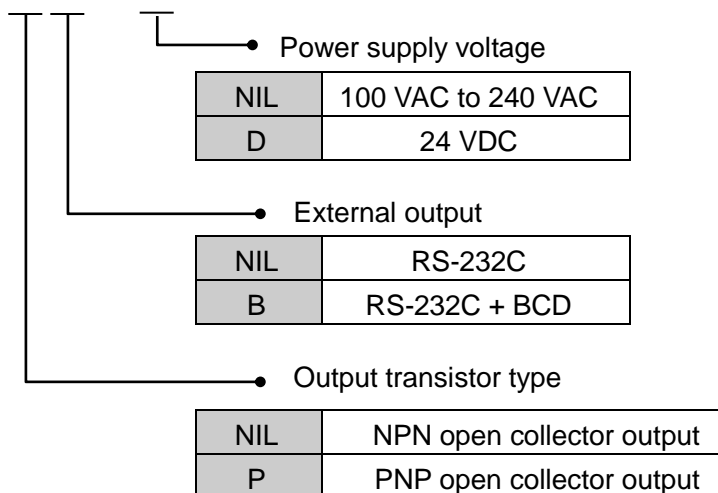 Power supply voltage
NIL 100 VAC to 240 VAC
D 24 VDC
External output
NIL RS-232C
B RS-232C + BCD
Output transistor type
NIL NPN open collector output
P PNP open collector output